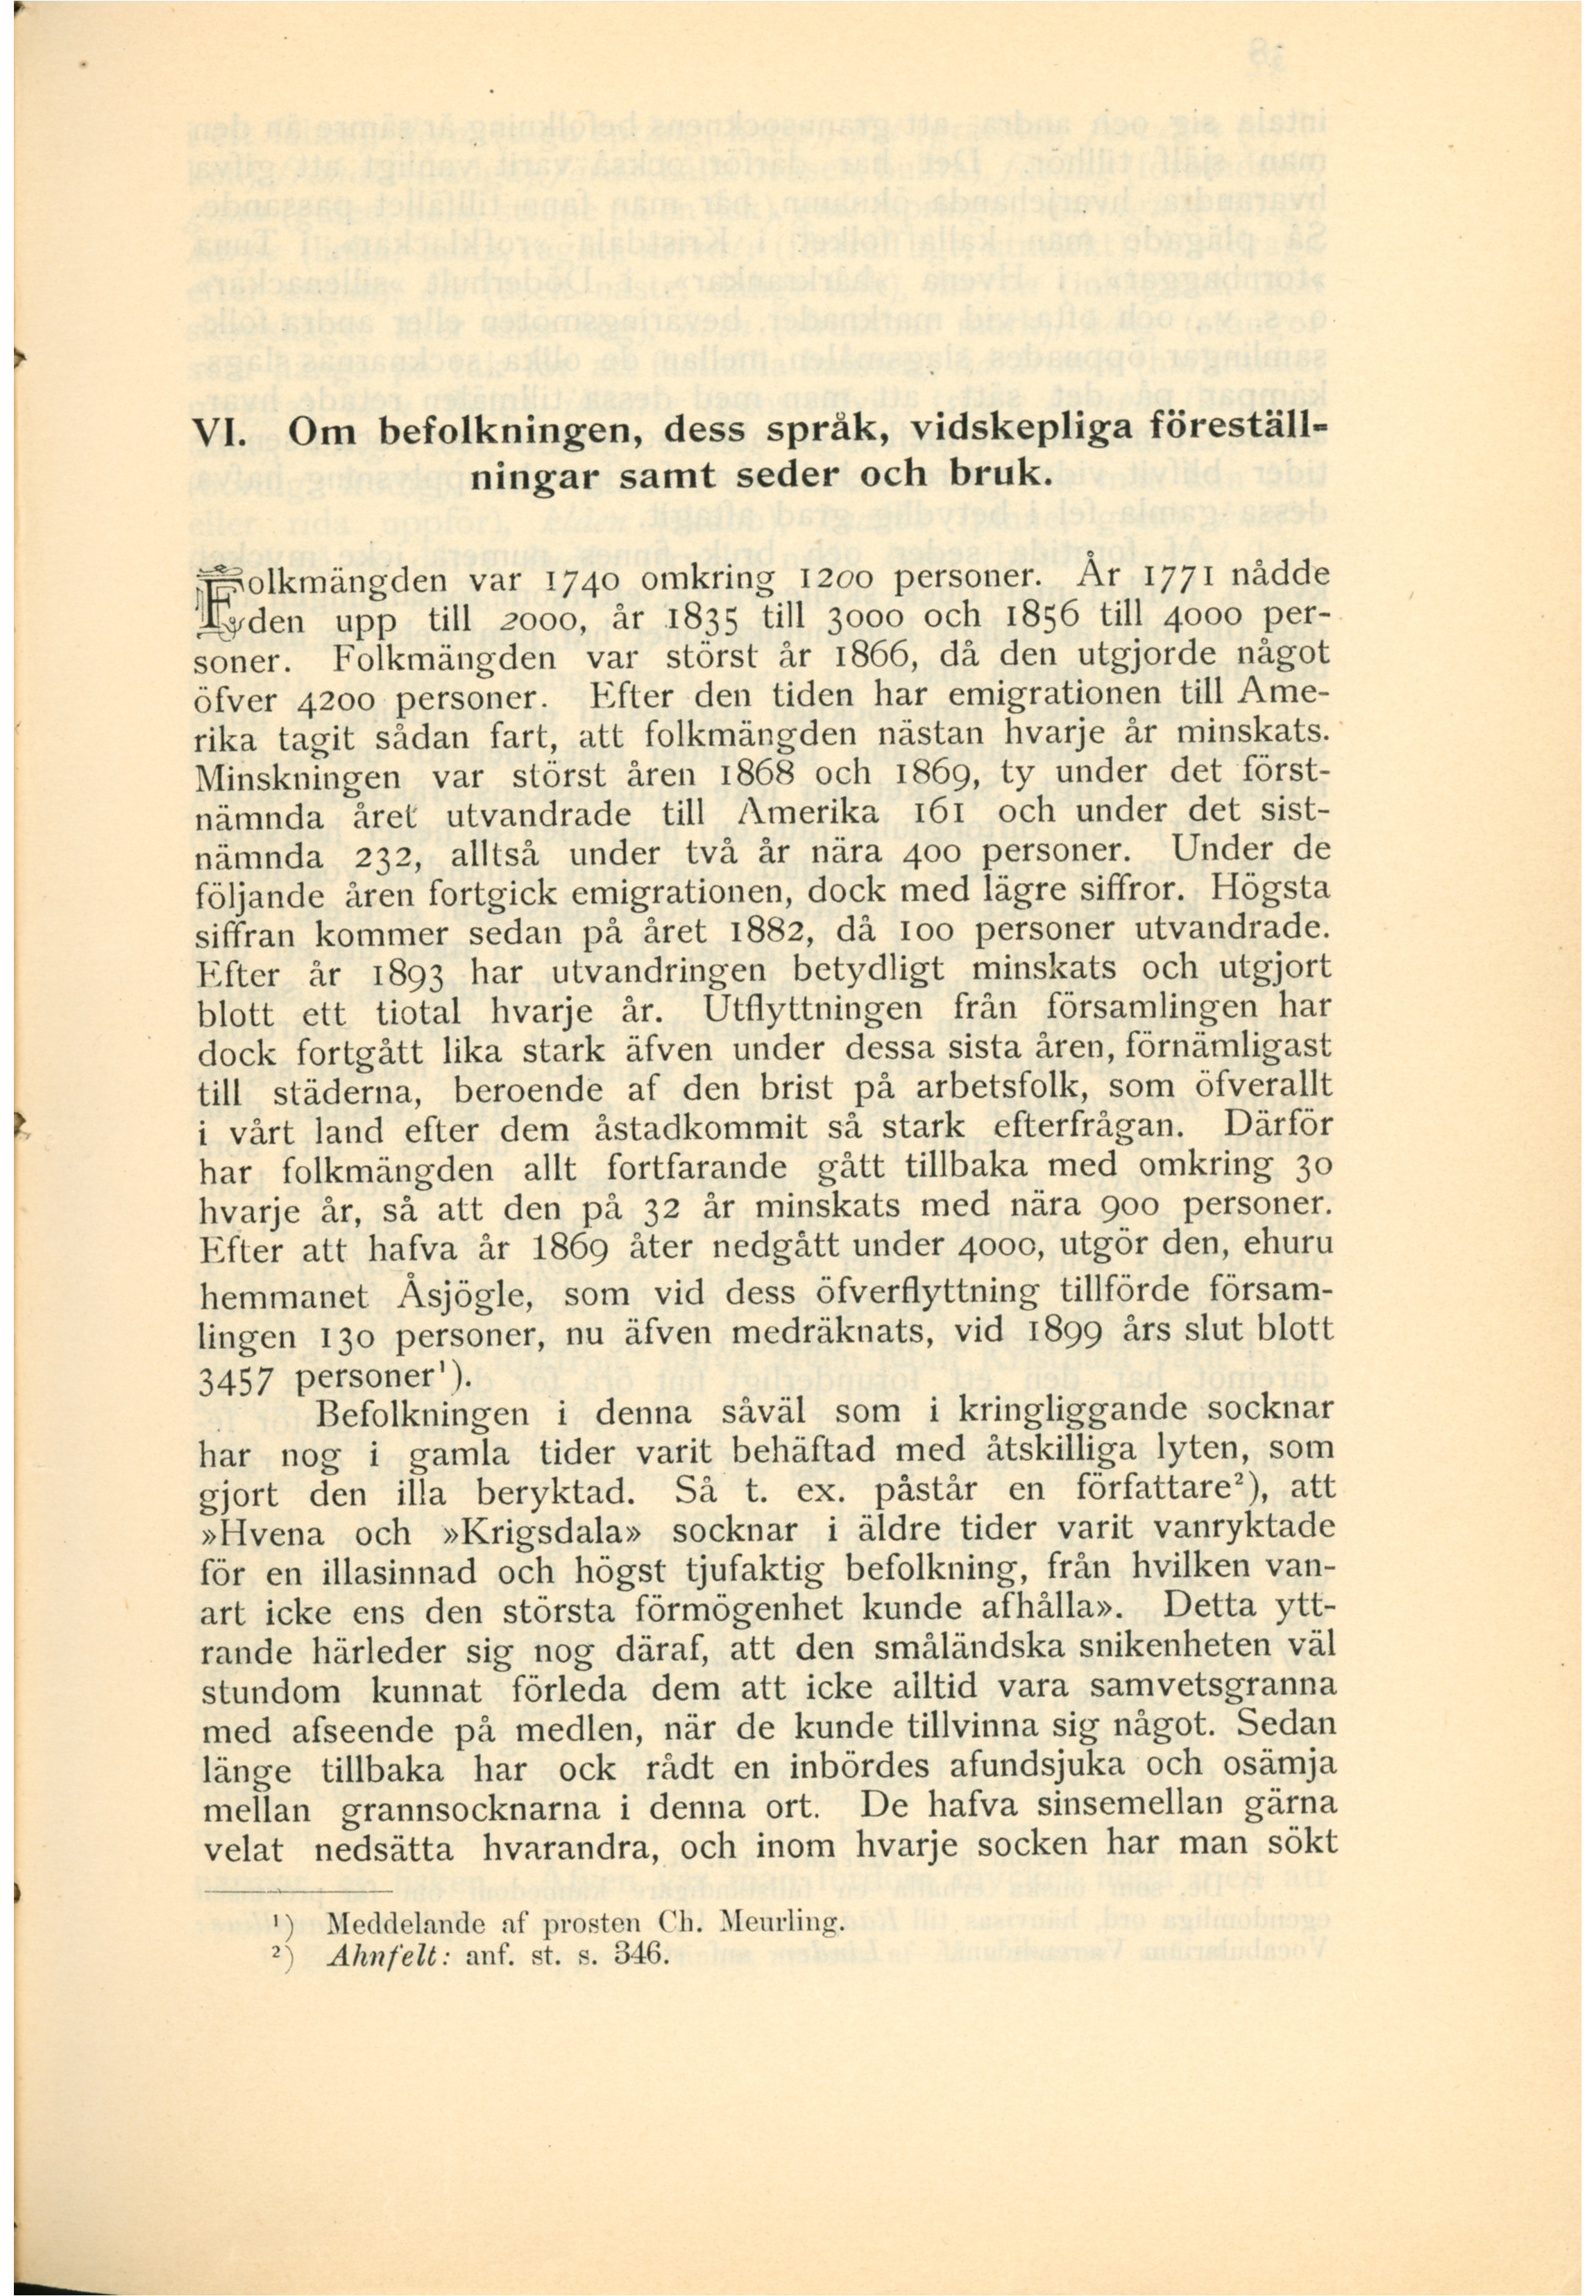 VI. Om befolkningen, dess språk, vidskepliga föreställ-
ningar samt seder och bruk.
Folkmängden var 1740 omkring 1200 personer. År 1771 nådde
den upp till 2000, år 1835 till 3000 och 1856 till 4000 per-
soner. Folkmängden var störst år 1866, då den utgjorde något
öfver 4200 personer. Efter den tiden har emigrationen till Ame-
rika tagit sådan fart, att folkmängden nästan hvarje år minskats.
Minskningen var störst åren 1868 och 1869, ty under det först-
nämnda året utvandrade till Amerika 161 och under det sist-
nämnda 232, alltså under två år nära 400 personer. Under de
följande åren fortgick emigrationen, dock med lägre siffror. Högsta
siffran kommer sedan på året 1882, då 100 personer utvandrade.
Efter år 1893 har utvandringen betydligt minskats och utgjort
blott ett tiotal hvarje år. Utflyttningen från församlingen har
dock fortgått lika stark äfven under dessa sista åren, förnämligast
till städerna, beroende af den brist på arbetsfolk, som öfverallt
i vårt land efter dem åstadkommit så stark efterfrågan. Därför
har folkmängden allt fortfarande gått tillbaka med omkring 30
hvarje år, så att den på 32 år minskats med nära 900 personer.
Efter att hafva år 1869 åter nedgått under 4000, utgör den, ehuru
hemmanet Åsjögle, som vid dess öfverflyttning tillförde försam-
lingen 130 personer, nu äfven medräknats, vid 1899 års slut blott
3457 personer¹).
Befolkningen i denna såväl som i kringliggande socknar
har nog i gamla tider varit behäftad med åtskilliga lyten, som
gjort den illa beryktad. Så t. ex. påstår en författare²), att
»Hvena och »Krigsdala» socknar i äldre tider varit vanryktade
för en illasinnad och högst tjufaktig befolkning, från hvilken van-
art icke ens den största förmögenhet kunde afhålla». Detta ytt-
rande härleder sig nog däraf, att den småländska snikenheten väl
stundom kunnat förleda dem att icke alltid vara samvetsgranna
med afseende på medlen, när de kunde tillvinna sig något. Sedan
länge tillbaka har ock rådt en inbördes afundsjuka och osämja
mellan grannsocknarna i denna ort. De hafva sinsemellan gärna
velat nedsätta hvarandra, och inom hvarje socken har man sökt
¹) Meddelande af prosten Ch. Meurling.
²) Ahnfelt: anf. st. s. 346.